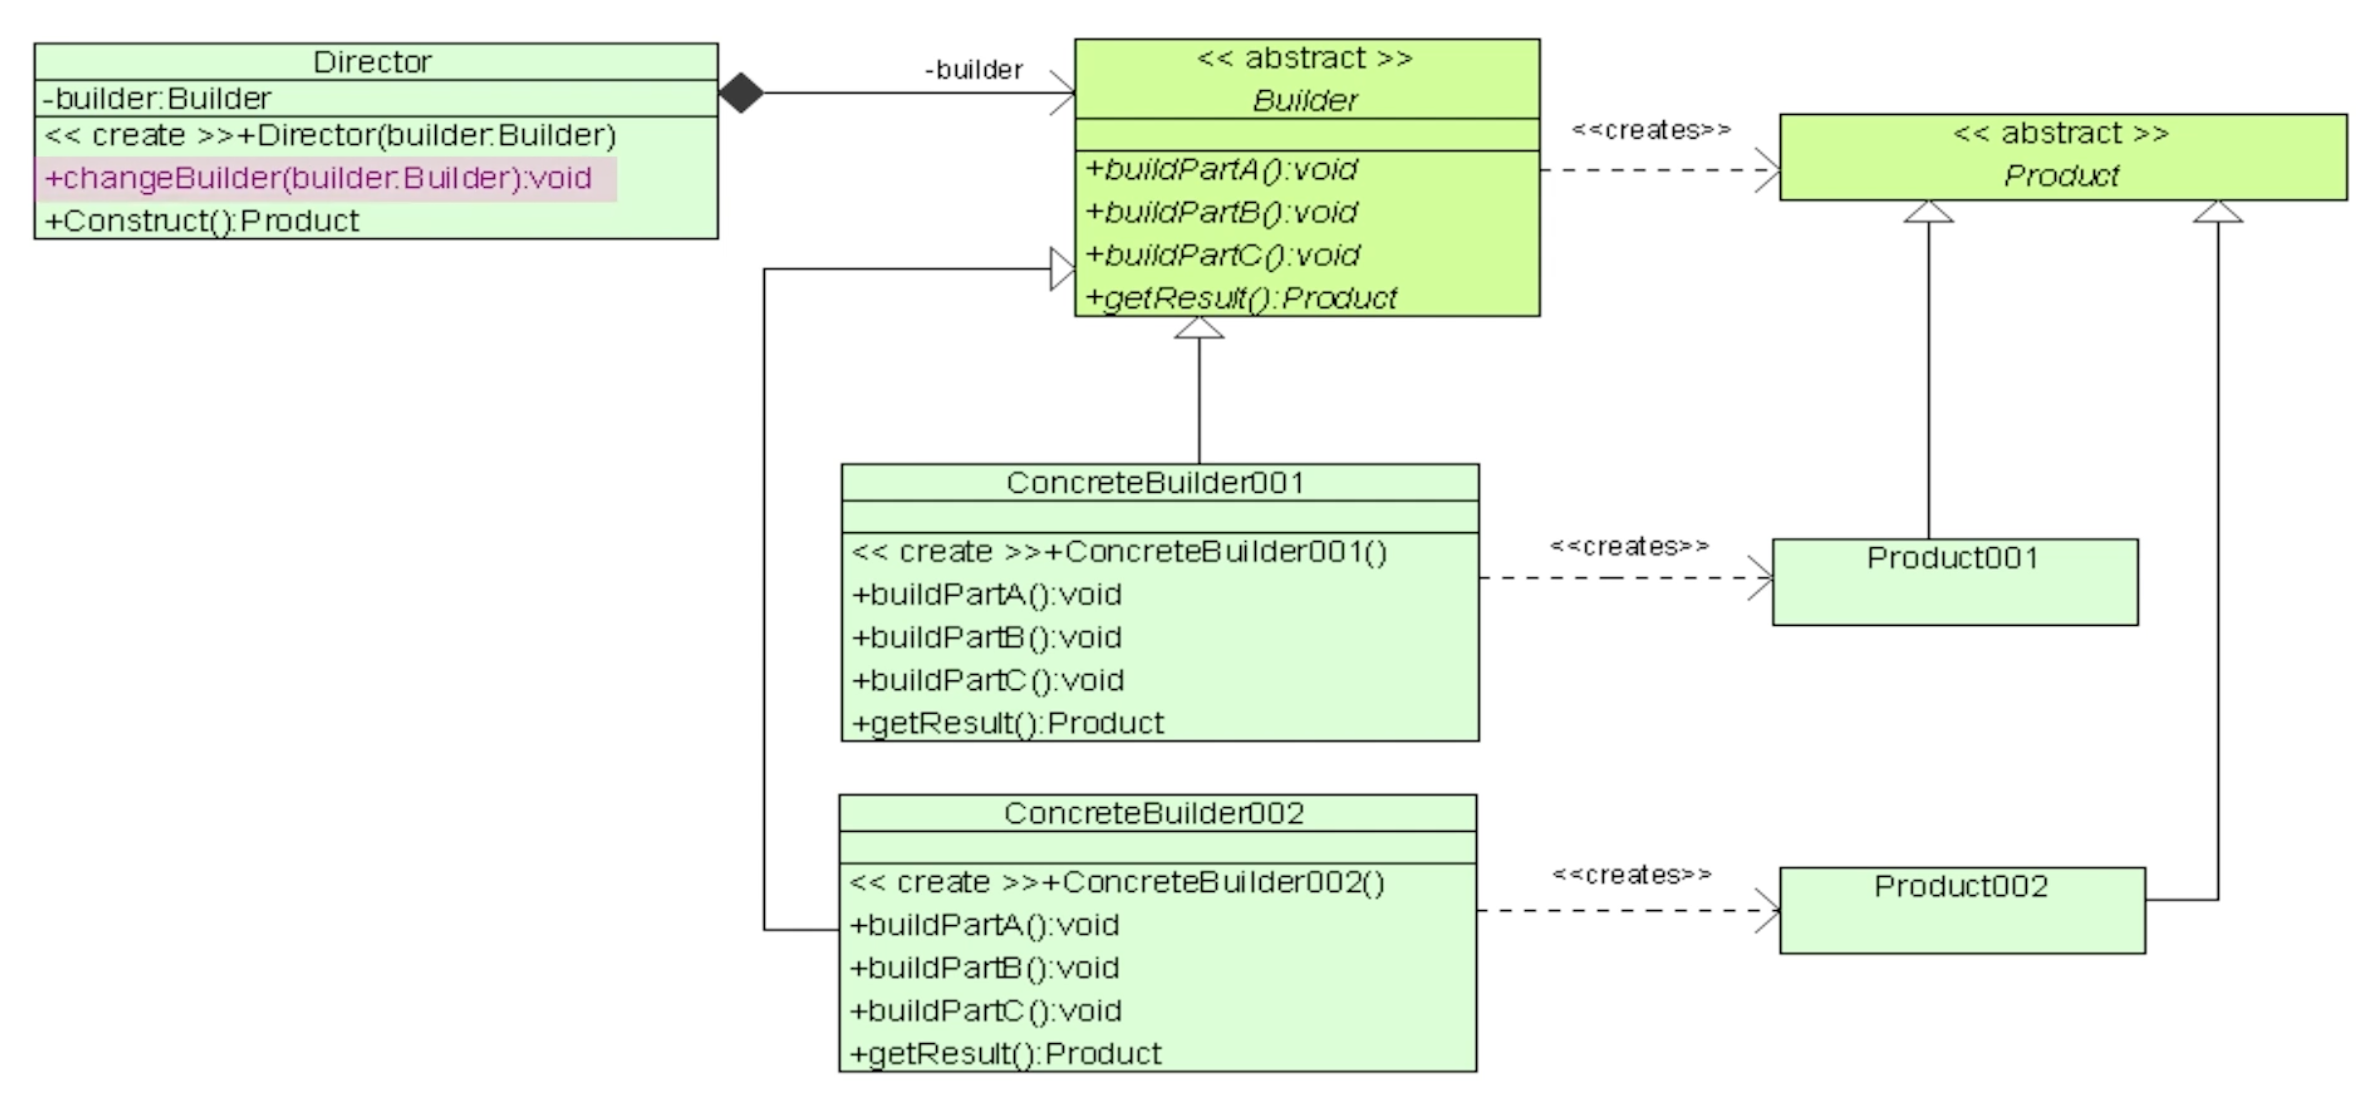 Director
-builder:Builder
<< create >>+Director(builder:Builder)
+changeBuilder(builder:Builder):void
+Construct():Product
-builder
<< abstract >>
Builder
+buildPartA():void
+buildPartB():void
+buildPartC():void
+getResult():Product
<<creates>>
<< abstract >>
Product
ConcreteBuilder001
<< create >>+ConcreteBuilder001()
+buildPartA():void
+buildPartB():void
+buildPartC():void
+getResult():Product
<<creates>>
Product001
ConcreteBuilder002
<< create >>+ConcreteBuilder002()
+buildPartA():void
+buildPartB():void
+buildPartC():void
+getResult():Product
<<creates>>
Product002